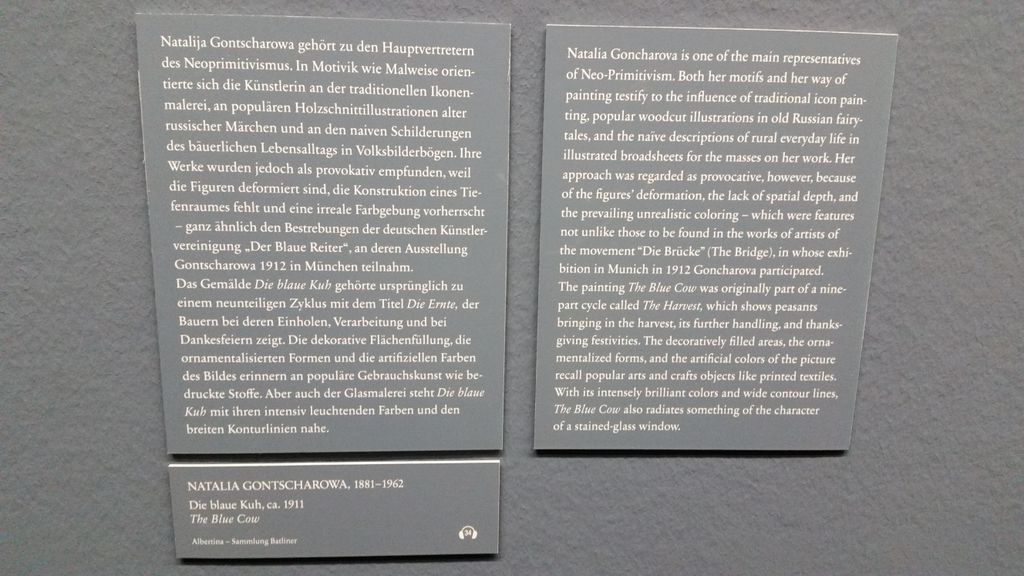 Natalija Gontscharowa gehört zu den Hauptvertretern
des Neoprimitivismus. In Motivik wie Malweise orien-
tierte sich die Künstlerin an der traditionellen Ikonen-
malerei, an populären Holzschnittillustrationen alter
russischer Märchen und an den naiven Schilderungen
des bäuerlichen Lebensalltags in Volksbilderbögen. Ihre
Werke wurden jedoch als provokativ empfunden, weil
die Figuren deformiert sind, die Konstruktion eines Tie-
fenraumes fehlt und eine irreale Farbgebung vorherrscht
– ganz ähnlich den Bestrebungen der deutschen Künstler-
vereinigung „Der Blaue Reiter“, an deren Ausstellung
Gontscharowa 1912 in München teilnahm.
Das Gemälde Die blaue Kuh gehörte ursprünglich zu
einem neunteiligen Zyklus mit dem Titel Die Ernte, der
Bauern bei deren Einholen, Verarbeitung und bei
Dankesfeiern zeigt. Die dekorative Flächenfüllung, die
ornamentalisierten Formen und die artifiziellen Farben
des Bildes erinnern an populäre Gebrauchskunst wie be-
druckte Stoffe. Aber auch der Glasmalerei steht Die blaue
Kuh mit ihren intensiv leuchtenden Farben und den
breiten Konturlinien nahe.
NATALIA GONTSCHAROWA, 1881–1962
Die blaue Kuh, ca. 1911
The Blue Cow
Albertina – Sammlung Batliner
34
Natalia Goncharova is one of the main representatives
of Neo-Primitivism. Both her motifs and her way of
painting testify to the influence of traditional icon pain-
ting, popular woodcut illustrations in old Russian fairy-
tales, and the naïve descriptions of rural everyday life in
illustrated broadsheets for the masses on her work. Her
approach was regarded as provocative, however, because
of the figures’ deformation, the lack of spatial depth, and
the prevailing unrealistic coloring – which were features
not unlike those to be found in the works of artists of
the movement “Die Brücke” (The Bridge), in whose exhi-
bition in Munich in 1912 Goncharova participated.
The painting The Blue Cow was originally part of a nine-
part cycle called The Harvest, which shows peasants
bringing in the harvest, its further handling, and thanks-
giving festivities. The decoratively filled areas, the orna-
mentalized forms, and the artificial colors of the picture
recall popular arts and crafts objects like printed textiles.
With its intensely brilliant colors and wide contour lines,
The Blue Cow also radiates something of the character
of a stained-glass window.